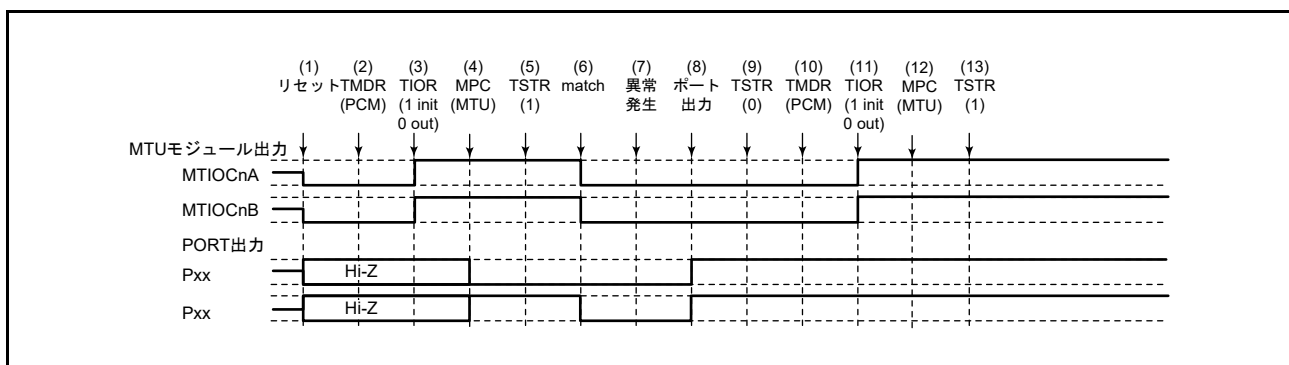 (1) (2) (3) (4) (5) (6) (7) (8) (9) (10) (11) (12) (13)
リセット TMDR TIOR MPC TSTR match 異常 ポート TSTR TMDR TIOR MPC TSTR
(PCM) (1 init (MTU) (1) 発生 出力 (0) (PCM) (1 init (MTU) (1)
0 out) 0 out)
MTUモジュール出力
MTIOCnA
MTIOCnB
PORT出力
Pxx Hi-Z
Pxx Hi-Z